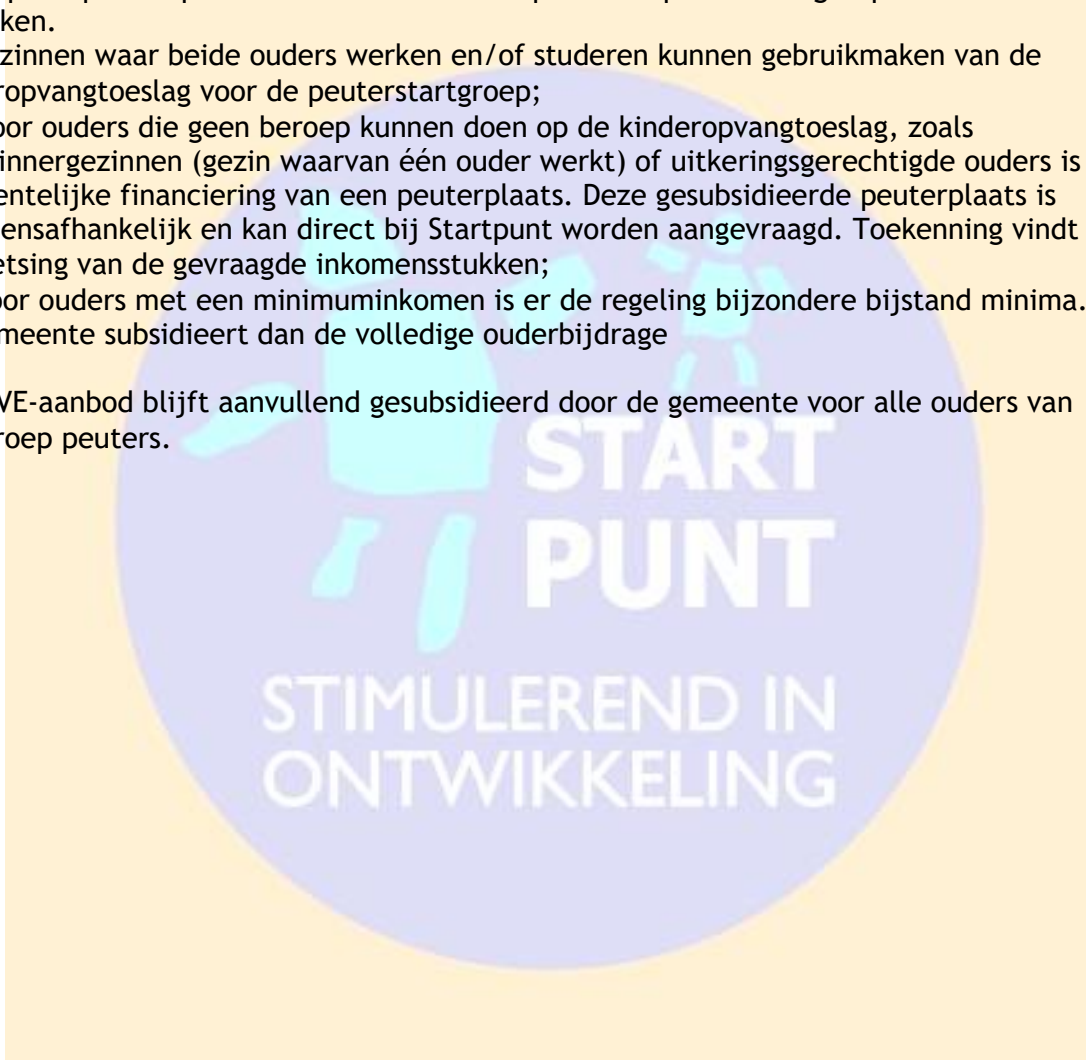 ken.
zinnen waar beide ouders werken en/of studeren kunnen gebruikmaken van de
ropvangtoeslag voor de peuterstartgroep;
oor ouders die geen beroep kunnen doen op de kinderopvangtoeslag, zoals
innergezinnen (gezin waarvan één ouder werkt) of uitkeringsgerechtigde ouders is
entelijke financiering van een peuterplaats. Deze gesubsidieerde peuterplaats is
ensafhankelijk en kan direct bij Startpunt worden aangevraagd. Toekenning vindt
etsing van de gevraagde inkomensstukken;
oor ouders met een minimuminkomen is er de regeling bijzondere bijstand minima.
meente subsidieert dan de volledige ouderbijdrage
VE-aanbod blijft aanvullend gesubsidieerd door de gemeente voor alle ouders van
roep peuters.
START
PUNT
STIMULEREND IN
ONTWIKKELING